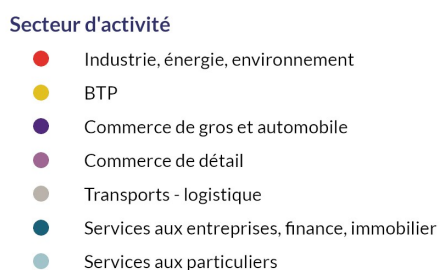 Secteur d'activité
Industrie, énergie, environnement
BTP
Commerce de gros et automobile
Commerce de détail
Transports - logistique
Services aux entreprises, finance, immobilier
Services aux particuliers